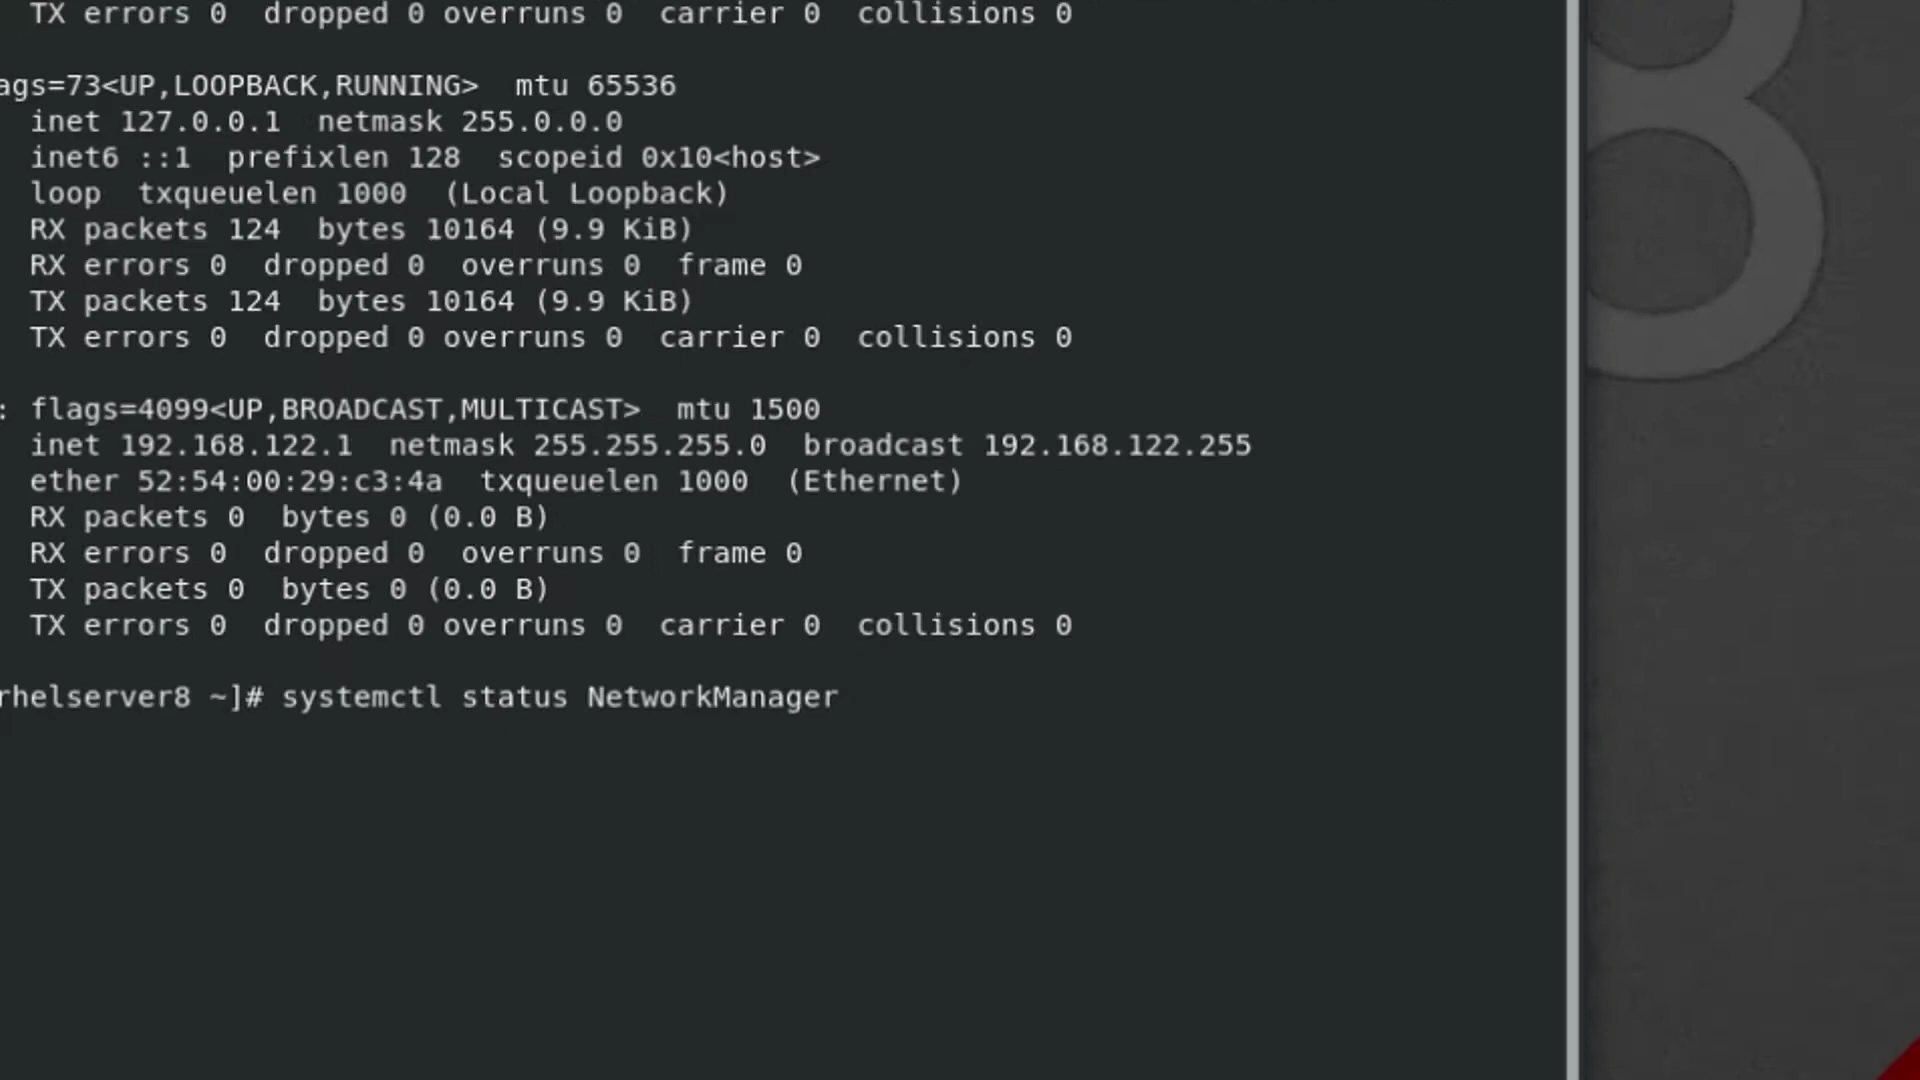 TX errors 0  dropped 0 overruns 0  carrier 0  collisions 0
ags=73<UP,LOOPBACK,RUNNING>  mtu 65536
inet 127.0.0.1  netmask 255.0.0.0
inet6 ::1  prefixlen 128  scopeid 0x10<host>
loop  txqueuelen 1000  (Local Loopback)
RX packets 124  bytes 10164 (9.9 KiB)
RX errors 0  dropped 0  overruns 0  frame 0
TX packets 124  bytes 10164 (9.9 KiB)
TX errors 0  dropped 0 overruns 0  carrier 0  collisions 0
: flags=4099<UP,BROADCAST,MULTICAST>  mtu 1500
inet 192.168.122.1  netmask 255.255.255.0  broadcast 192.168.122.255
ether 52:54:00:29:c3:4a  txqueuelen 1000  (Ethernet)
RX packets 0  bytes 0 (0.0 B)
RX errors 0  dropped 0  overruns 0  frame 0
TX packets 0  bytes 0 (0.0 B)
TX errors 0  dropped 0 overruns 0  carrier 0  collisions 0
rhelserver8 ~]# systemctl status NetworkManager
8